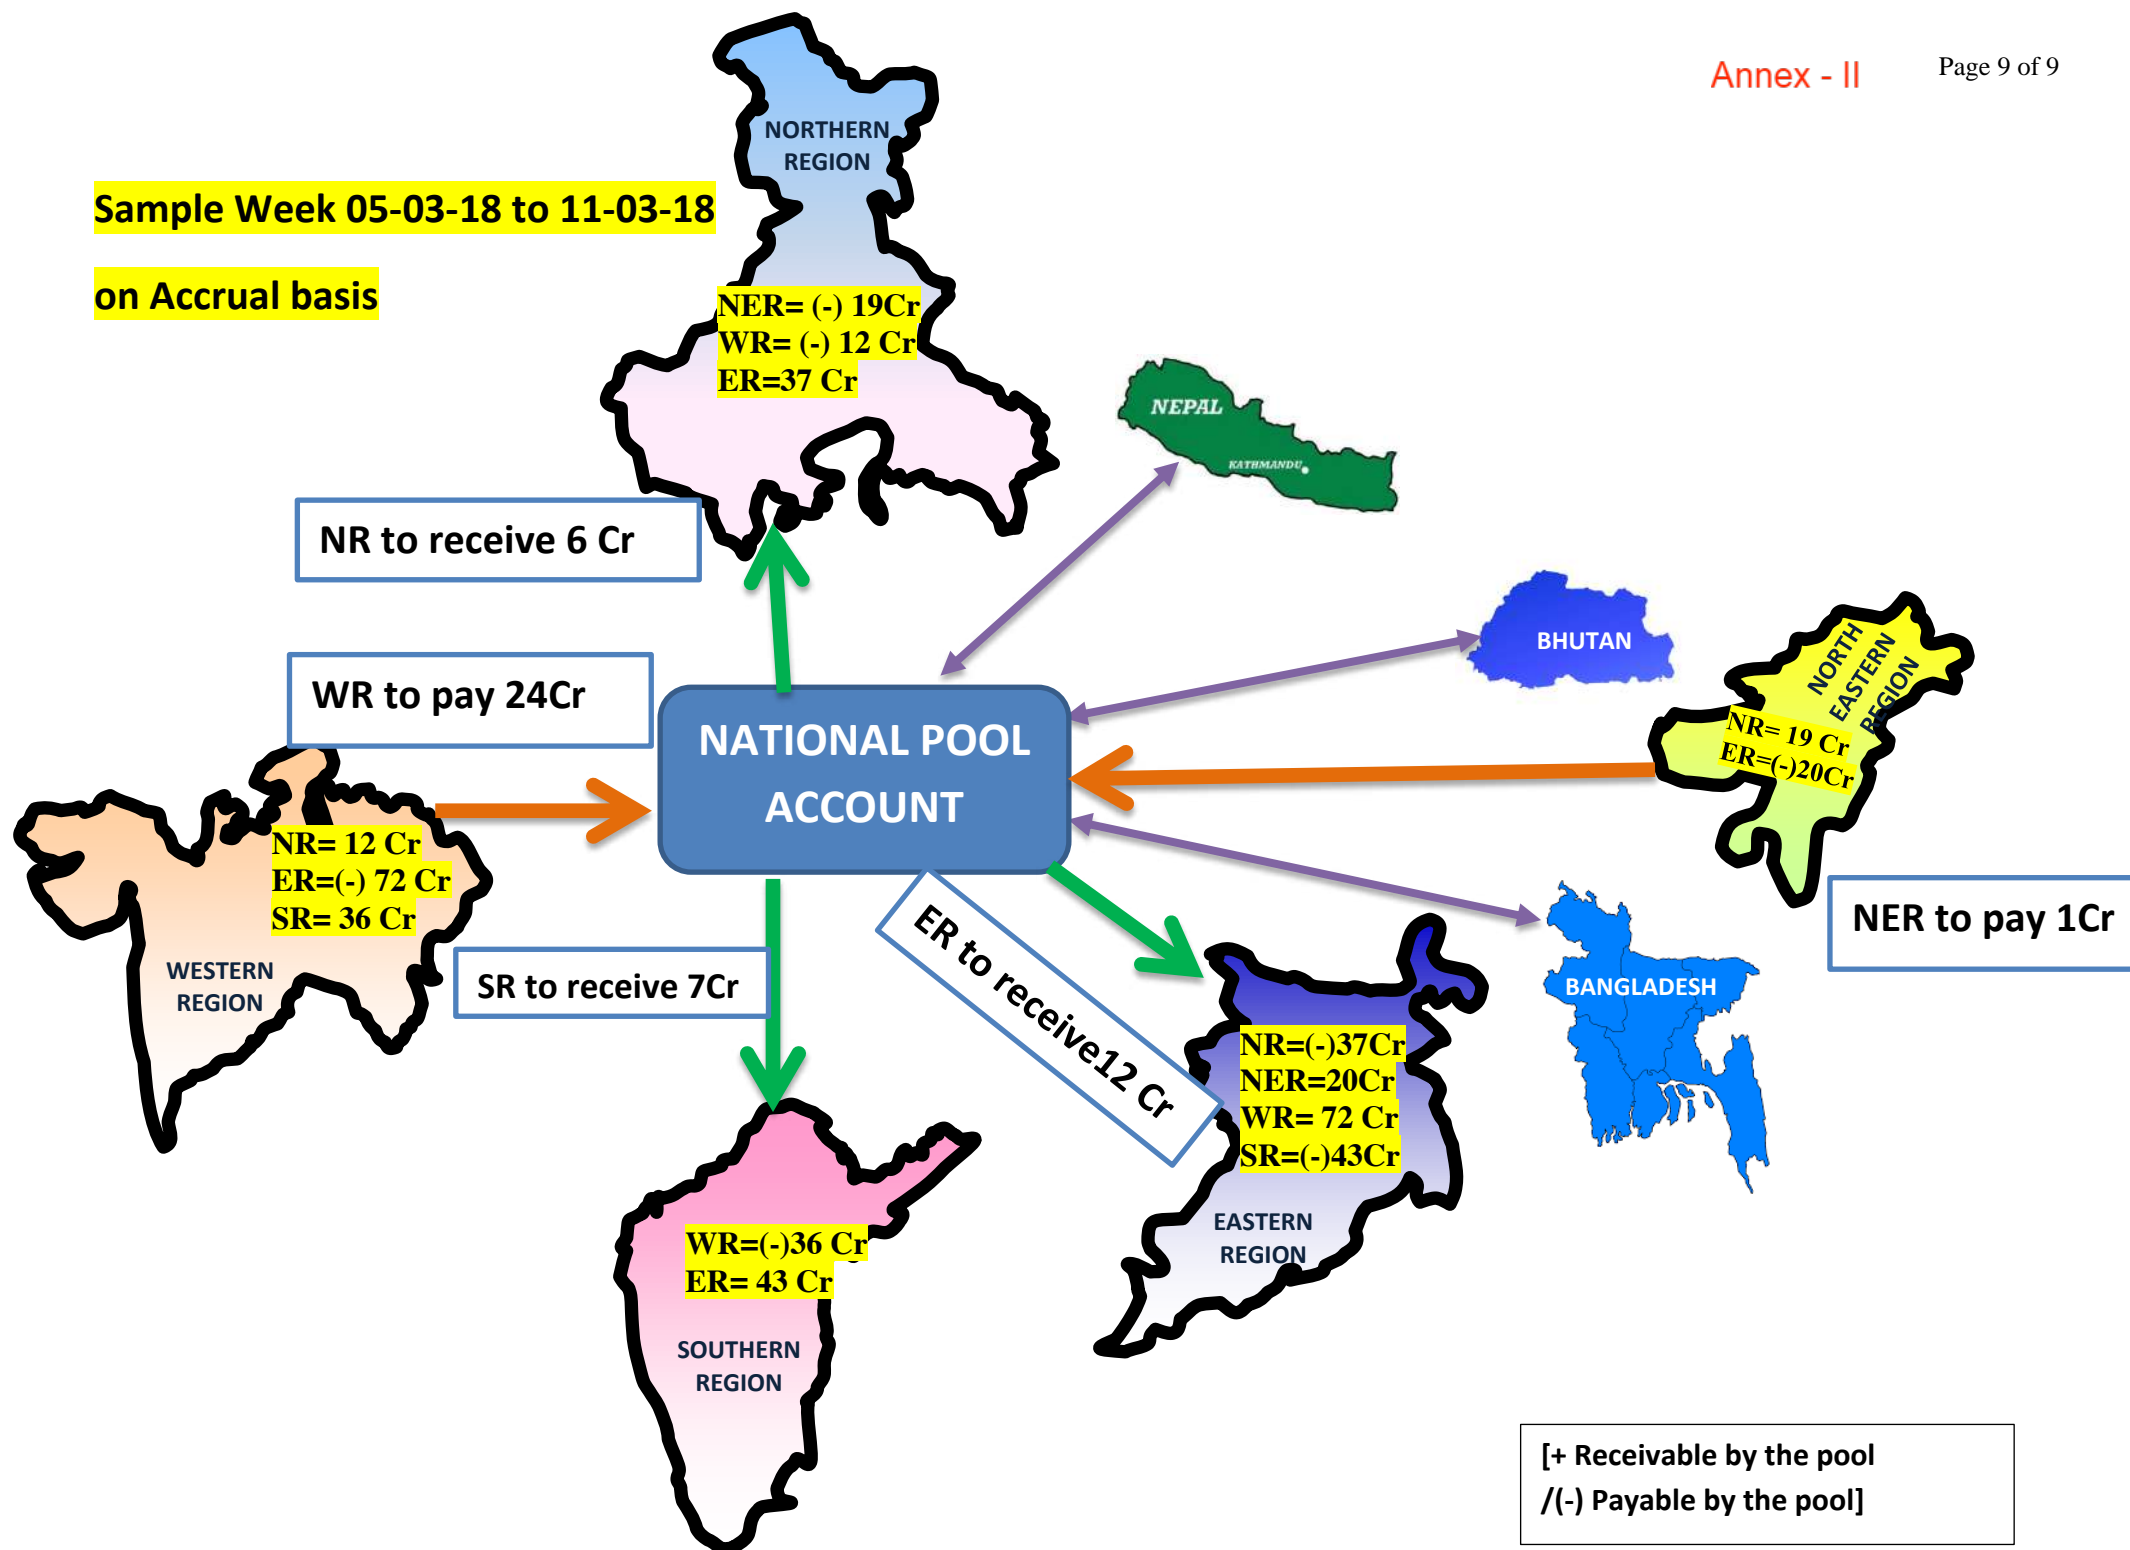 Annex - II
Page 9 of 9
Sample Week 05-03-18 to 11-03-18
on Accrual basis
NORTHERN
REGION
NER= (-) 19Cr
WR= (-) 12 Cr
ER=37 Cr
NEPAL
KATHMANDU
NR to receive 6 Cr
BHUTAN
NORTH
EASTERN
REGION
NR= 19 Cr
ER=(-)20Cr
WR to pay 24Cr
NATIONAL POOL
ACCOUNT
NR= 12 Cr
ER=(-) 72 Cr
SR= 36 Cr
WESTERN
REGION
NER to pay 1Cr
SR to receive 7Cr
ER to receive12 Cr
BANGLADESH
NR=(-)37Cr
NER=20Cr
WR= 72 Cr
SR=(-)43Cr
EASTERN
REGION
WR=(-)36 Cr
ER= 43 Cr
SOUTHERN
REGION
[+ Receivable by the pool
/(-) Payable by the pool]